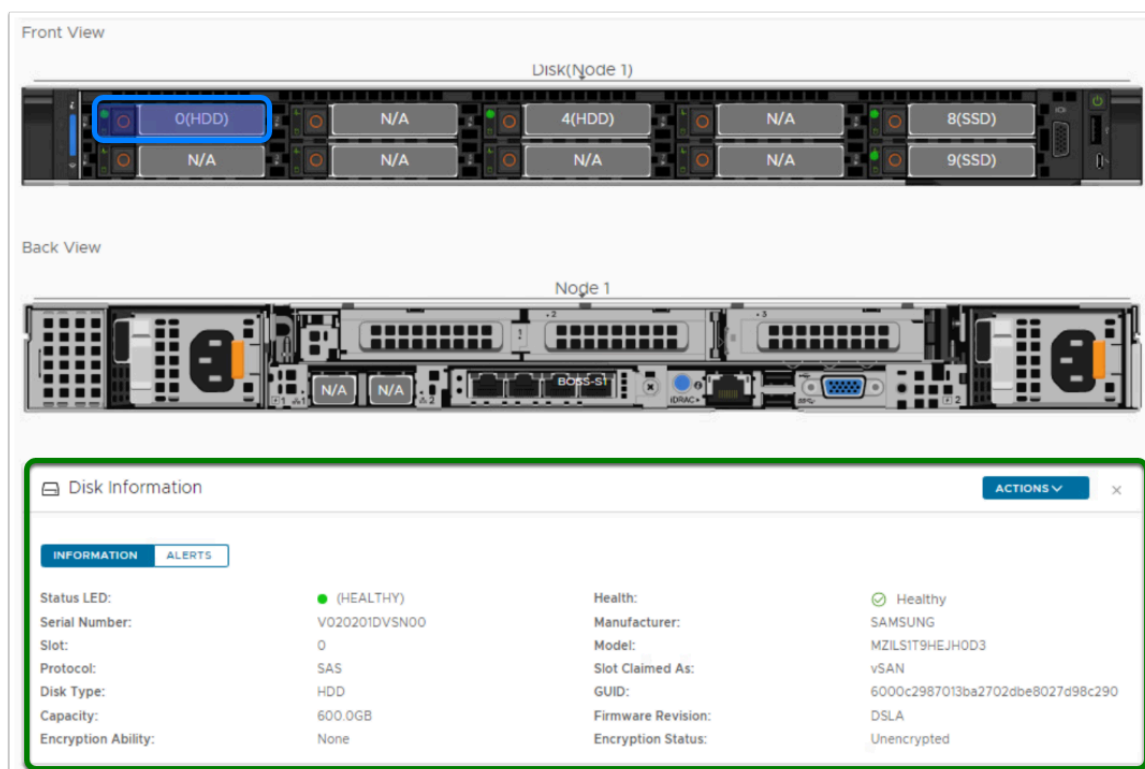 Front View
Disk(Node 1)
0(HDD) N/A 4(HDD) N/A 8(SSD)
N/A N/A N/A N/A 9(SSD)
Back View
Node 1
N/A N/A BOSS-S1 iDRAC
Disk Information ACTIONS
INFORMATION ALERTS
Status LED: (HEALTHY) Health: Healthy
Serial Number: V020201DVSN00 Manufacturer: SAMSUNG
Slot: 0 Model: MZILS1T9HEJH0D3
Protocol: SAS Slot Claimed As: vSAN
Disk Type: HDD GUID: 6000c2987013ba2702dbe8027d98c290
Capacity: 600.0GB Firmware Revision: DSLA
Encryption Ability: None Encryption Status: Unencrypted